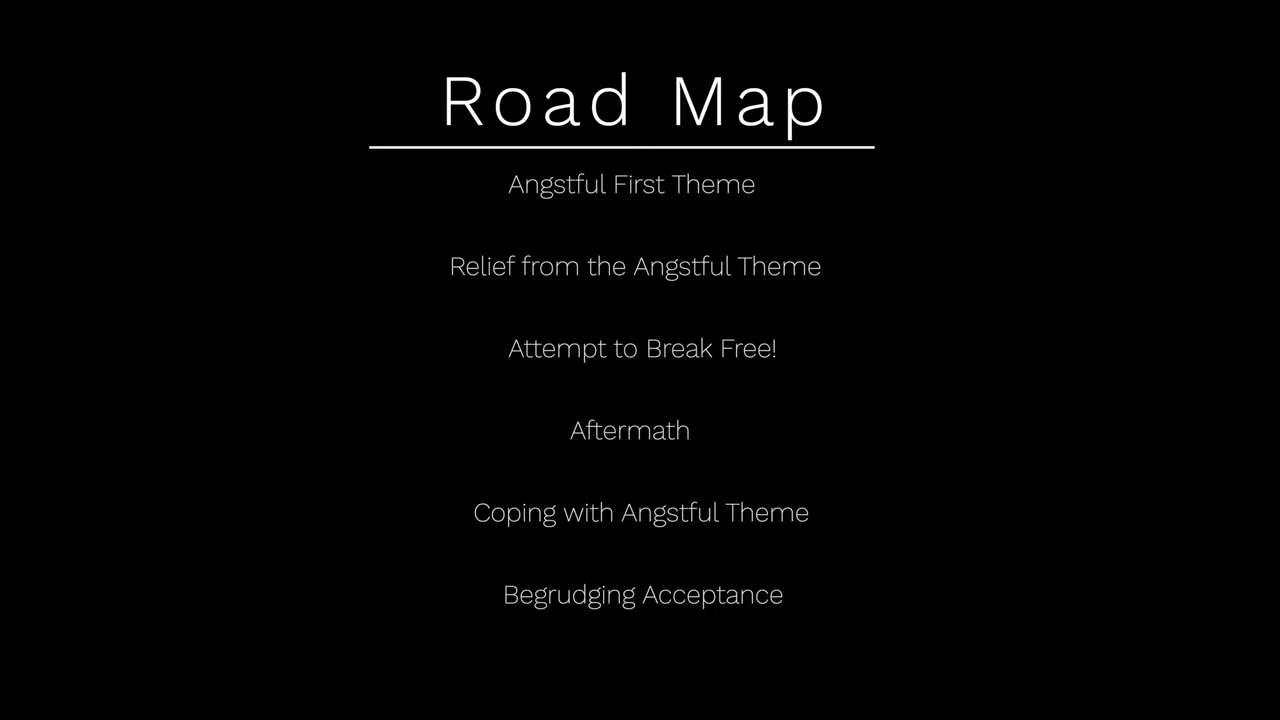 Road Map
Angstful First Theme
Relief from the Angstful Theme
Attempt to Break Free!
Aftermath
Coping with Angstful Theme
Begrudging Acceptance